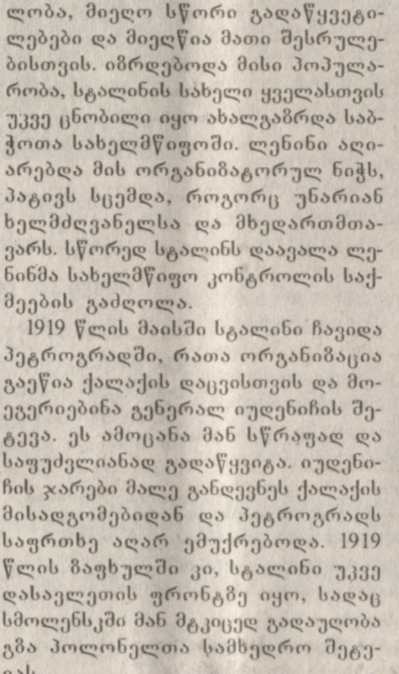 ლობა, მიეღო სწორი გადაწყვეტი-
ლებები და მიეღწია მათი შესრულე-
ბისთვის. იზრდებოდა მისი პოპულა-
რობა, სტალინის სახელი ყველასთვის
უკვე ცნობილი იყო ახალგაზრდა საბ-
ჭოთა სახელმწიფოში. ლენინი აღი-
არებდა მის ორგანიზატორულ ნიჭს,
პატივს სცემდა, როგორც უნარიან
ხელმძღვანელსა და მხედართმთა-
ვარს. სწორედ სტალინს დაავალა ლე-
ნინმა სახელმწიფო კონტროლის საქ-
მეების გაძღოლა.
1919 წლის მაისში სტალინი ჩავიდა
პეტროგრადში, რათა ორგანიზაცია
გაეწია ქალაქის დაცვისთვის და მო-
ეგერიებინა გენერალ იუდენიჩის შე-
ტევა. ეს ამოცანა მან სწრაფად და
საფუძვლიანად გადაწყვიტა. იუდენი-
ჩის ჯარები მალე განდევნეს ქალაქის
მისადგომებიდან და პეტროგრადს
საფრთხე აღარ ემუქრებოდა. 1919
წლის ზაფხულში კი, სტალინი უკვე
დასავლეთის ფრონტზე იყო, სადაც
სმოლენსკში მან მტკიცედ გადაუღობა
გზა პოლონელთა სამხედრო შეტე-